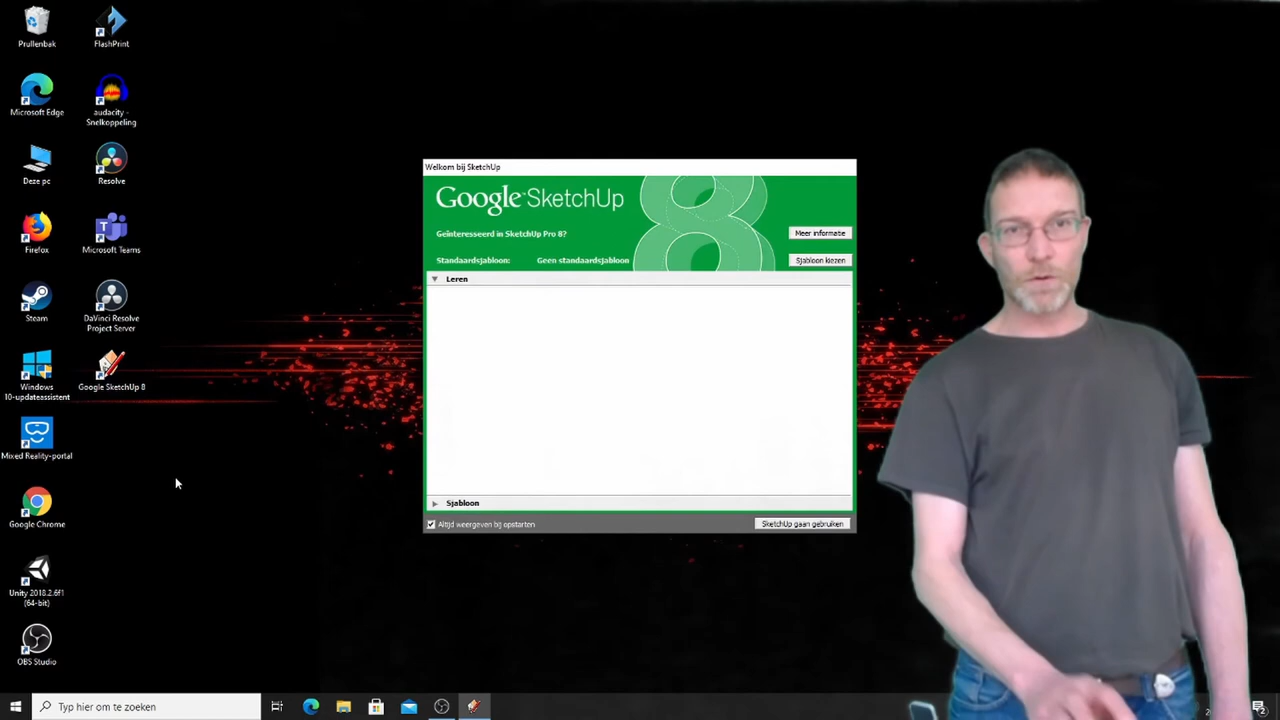 Prullenbak
FlashPrint
Microsoft Edge
audacity -
Snelkoppeling
Deze pc
Resolve
Firefox
Microsoft Teams
Steam
DaVinci Resolve
Project Server
Windows
10-updateassistent
Google SketchUp 8
Mixed Reality-portal
Google Chrome
Unity 2018.2.6f1
(64-bit)
OBS Studio
Welkom bij SketchUp
Google SketchUp 8
Geïnteresseerd in SketchUp Pro 8?
Meer informatie
Standaardsjabloon: Geen standaardsjabloon
Sjabloon kiezen
Leren
Sjabloon
Altijd weergeven bij opstarten
SketchUp gaan gebruiken
Typ hier om te zoeken
2